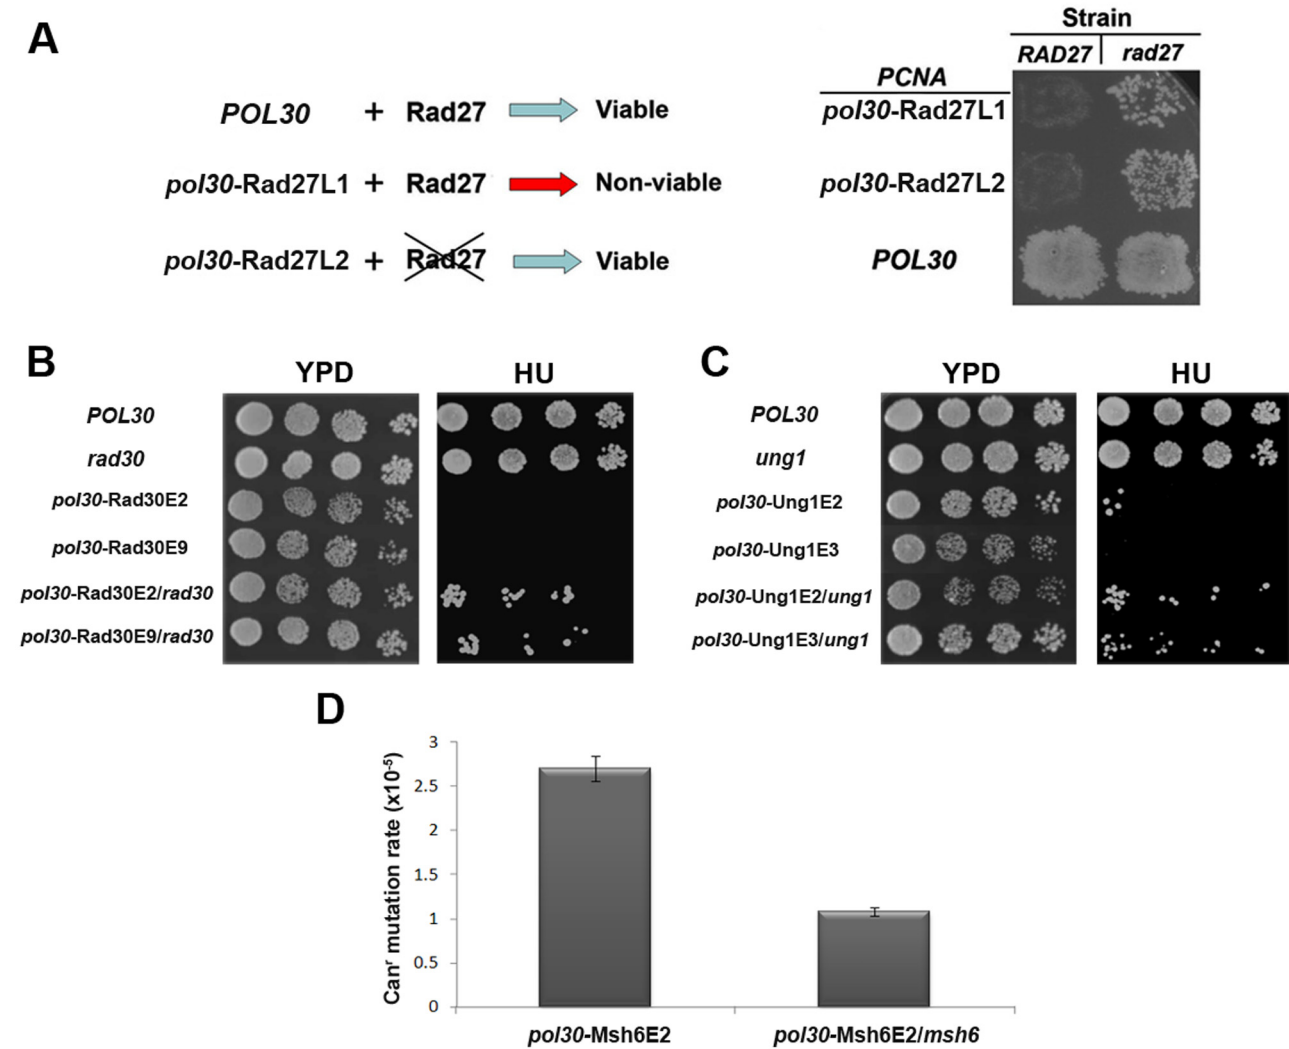 A
POL30 + Rad27 Viable
pol30-Rad27L1 + Rad27 Non-viable
pol30-Rad27L2 + Rad27 Viable
Strain
RAD27 rad27
PCNA
pol30-Rad27L1
pol30-Rad27L2
POL30
B
YPD HU
POL30
rad30
pol30-Rad30E2
pol30-Rad30E9
pol30-Rad30E2/rad30
pol30-Rad30E9/rad30
C
YPD HU
POL30
ung1
pol30-Ung1E2
pol30-Ung1E3
pol30-Ung1E2/ung1
pol30-Ung1E3/ung1
D
Canʳ mutation rate (x10⁻⁵)
3
2.5
2
1.5
1
0.5
0
pol30-Msh6E2 pol30-Msh6E2/msh6